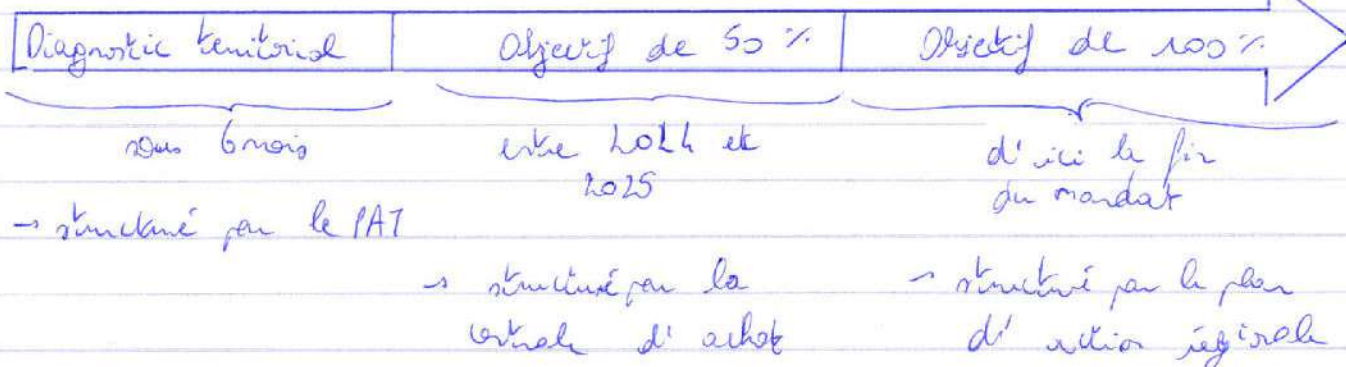 Diagnostic territorial
Objectif de 50 %
Objectif de 100 %
sous 6 mois
entre 2024 et
2025
d'ici la fin
du mandat
→ structuré par le PAT
→ structuré par la
centrale d'achat
→ structuré par le plan
d'action régionale